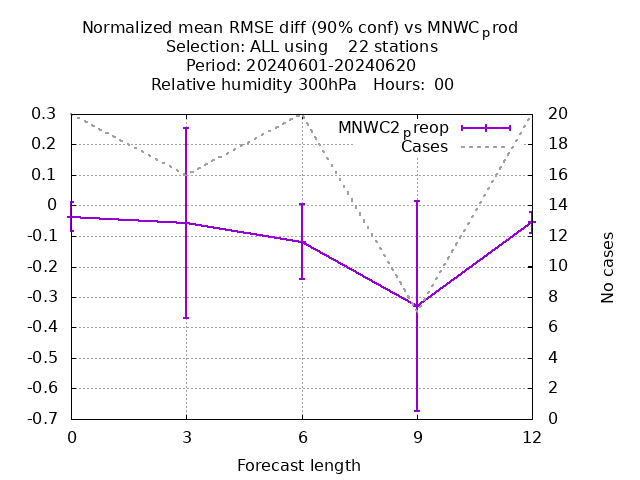 Normalized mean RMSE diff (90% conf) vs MNWCprod
Selection: ALL using 22 stations
Period: 20240601-20240620
Relative humidity 300hPa Hours: 00
MNWC2preop
Cases
0.3
0.2
0.1
0
-0.1
-0.2
-0.3
-0.4
-0.5
-0.6
-0.7
20
18
16
14
12
10
8
6
4
2
0
No cases
0 3 6 9 12
Forecast length